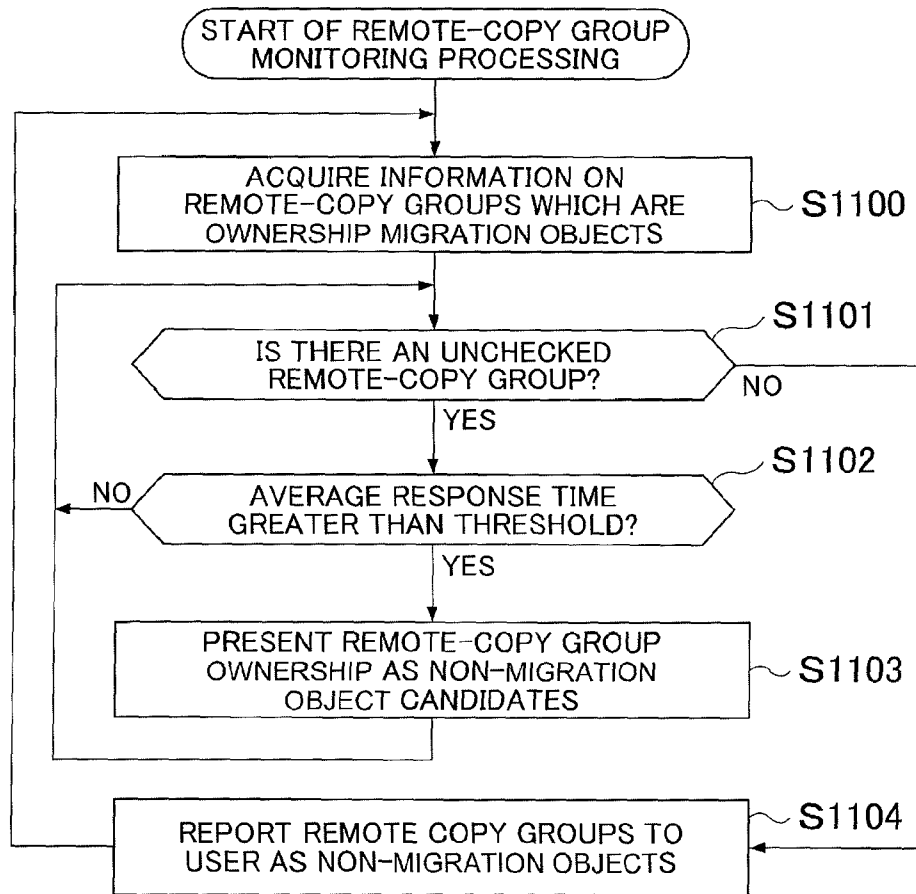 START OF REMOTE-COPY GROUP
MONITORING PROCESSING
ACQUIRE INFORMATION ON
REMOTE-COPY GROUPS WHICH ARE
OWNERSHIP MIGRATION OBJECTS
S1100
S1101
IS THERE AN UNCHECKED
REMOTE-COPY GROUP?
NO
YES
S1102
NO
AVERAGE RESPONSE TIME
GREATER THAN THRESHOLD?
YES
PRESENT REMOTE-COPY GROUP
OWNERSHIP AS NON-MIGRATION
OBJECT CANDIDATES
S1103
S1104
REPORT REMOTE COPY GROUPS TO
USER AS NON-MIGRATION OBJECTS